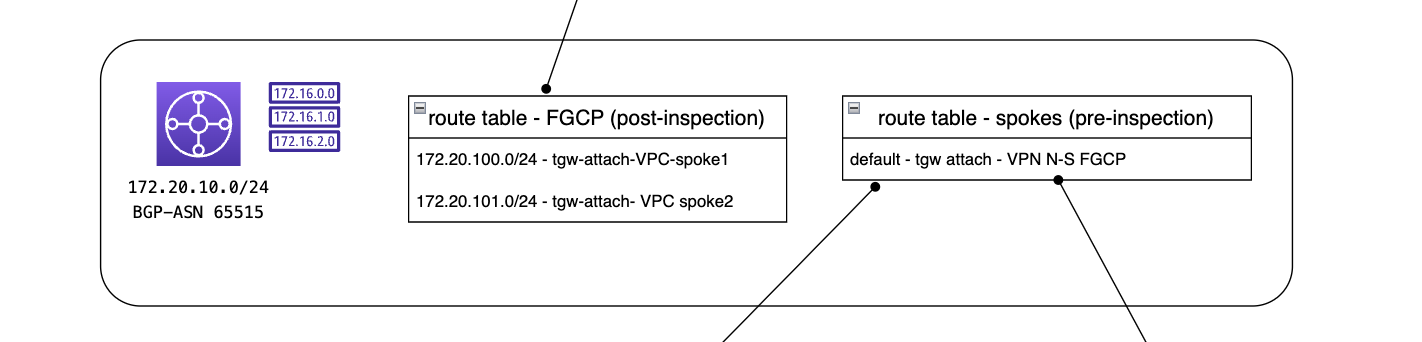 172.16.0.0
172.16.1.0
172.16.2.0
172.20.10.0/24
BGP-ASN 65515
route table - FGCP (post-inspection)
172.20.100.0/24 - tgw-attach-VPC-spoke1
172.20.101.0/24 - tgw-attach- VPC spoke2
route table - spokes (pre-inspection)
default - tgw attach - VPN N-S FGCP